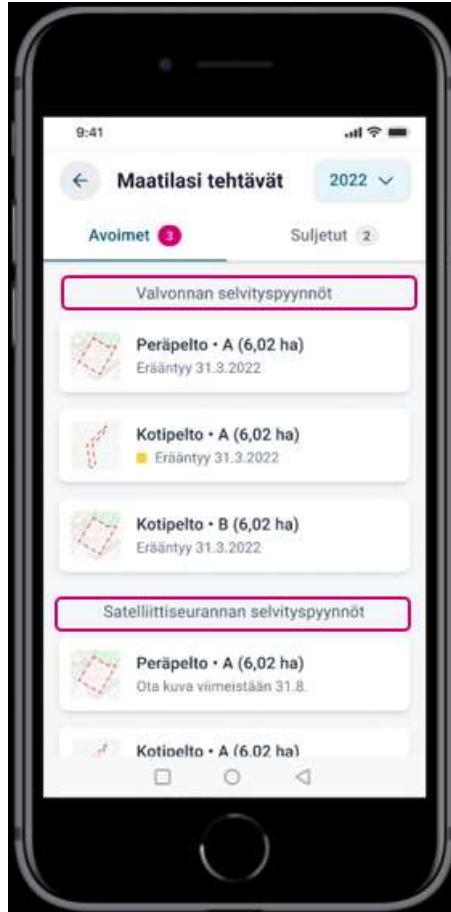 9:41
Maatilasi tehtävät
2022
Avoimet 3
Suljetut 2
Valvonnan selvityspyynnöt
Peräpelto • A (6,02 ha)
Erääntyy 31.3.2022
Kotipelto • A (6,02 ha)
Erääntyy 31.3.2022
Kotipelto • B (6,02 ha)
Erääntyy 31.3.2022
Satelliittiseurannan selvityspyynnöt
Peräpelto • A (6,02 ha)
Ota kuva viimeistään 31.8.
Kotipelto • A (6,02 ha)